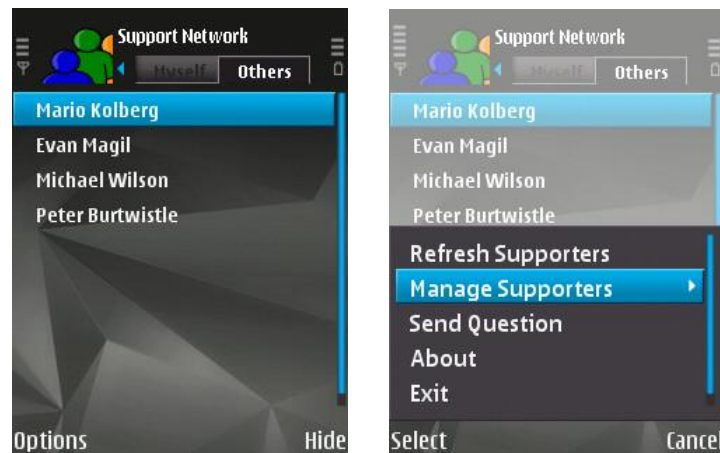 Support Network
Myself Others
Mario Kolberg
Evan Magil
Michael Wilson
Peter Burtwistle
Options Hide
Support Network
Myself Others
Mario Kolberg
Evan Magil
Michael Wilson
Peter Burtwistle
Refresh Supporters
Manage Supporters
Send Question
About
Exit
Select Cancel